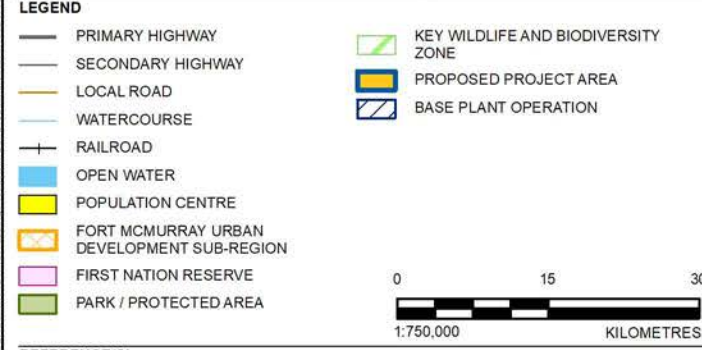 LEGEND
PRIMARY HIGHWAY
SECONDARY HIGHWAY
LOCAL ROAD
WATERCOURSE
RAILROAD
OPEN WATER
POPULATION CENTRE
FORT MCMURRAY URBAN
DEVELOPMENT SUB-REGION
FIRST NATION RESERVE
PARK / PROTECTED AREA
KEY WILDLIFE AND BIODIVERSITY
ZONE
PROPOSED PROJECT AREA
BASE PLANT OPERATION
0 15 30
1:750,000 KILOMETRES